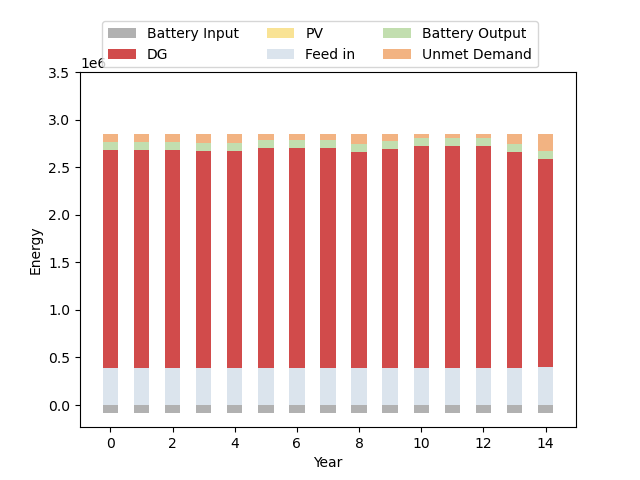 Battery Input PV Battery Output
DG Feed in Unmet Demand
1e6
3.5
3.0
2.5
2.0
1.5
1.0
0.5
0.0
Energy
0 2 4 6 8 10 12 14
Year